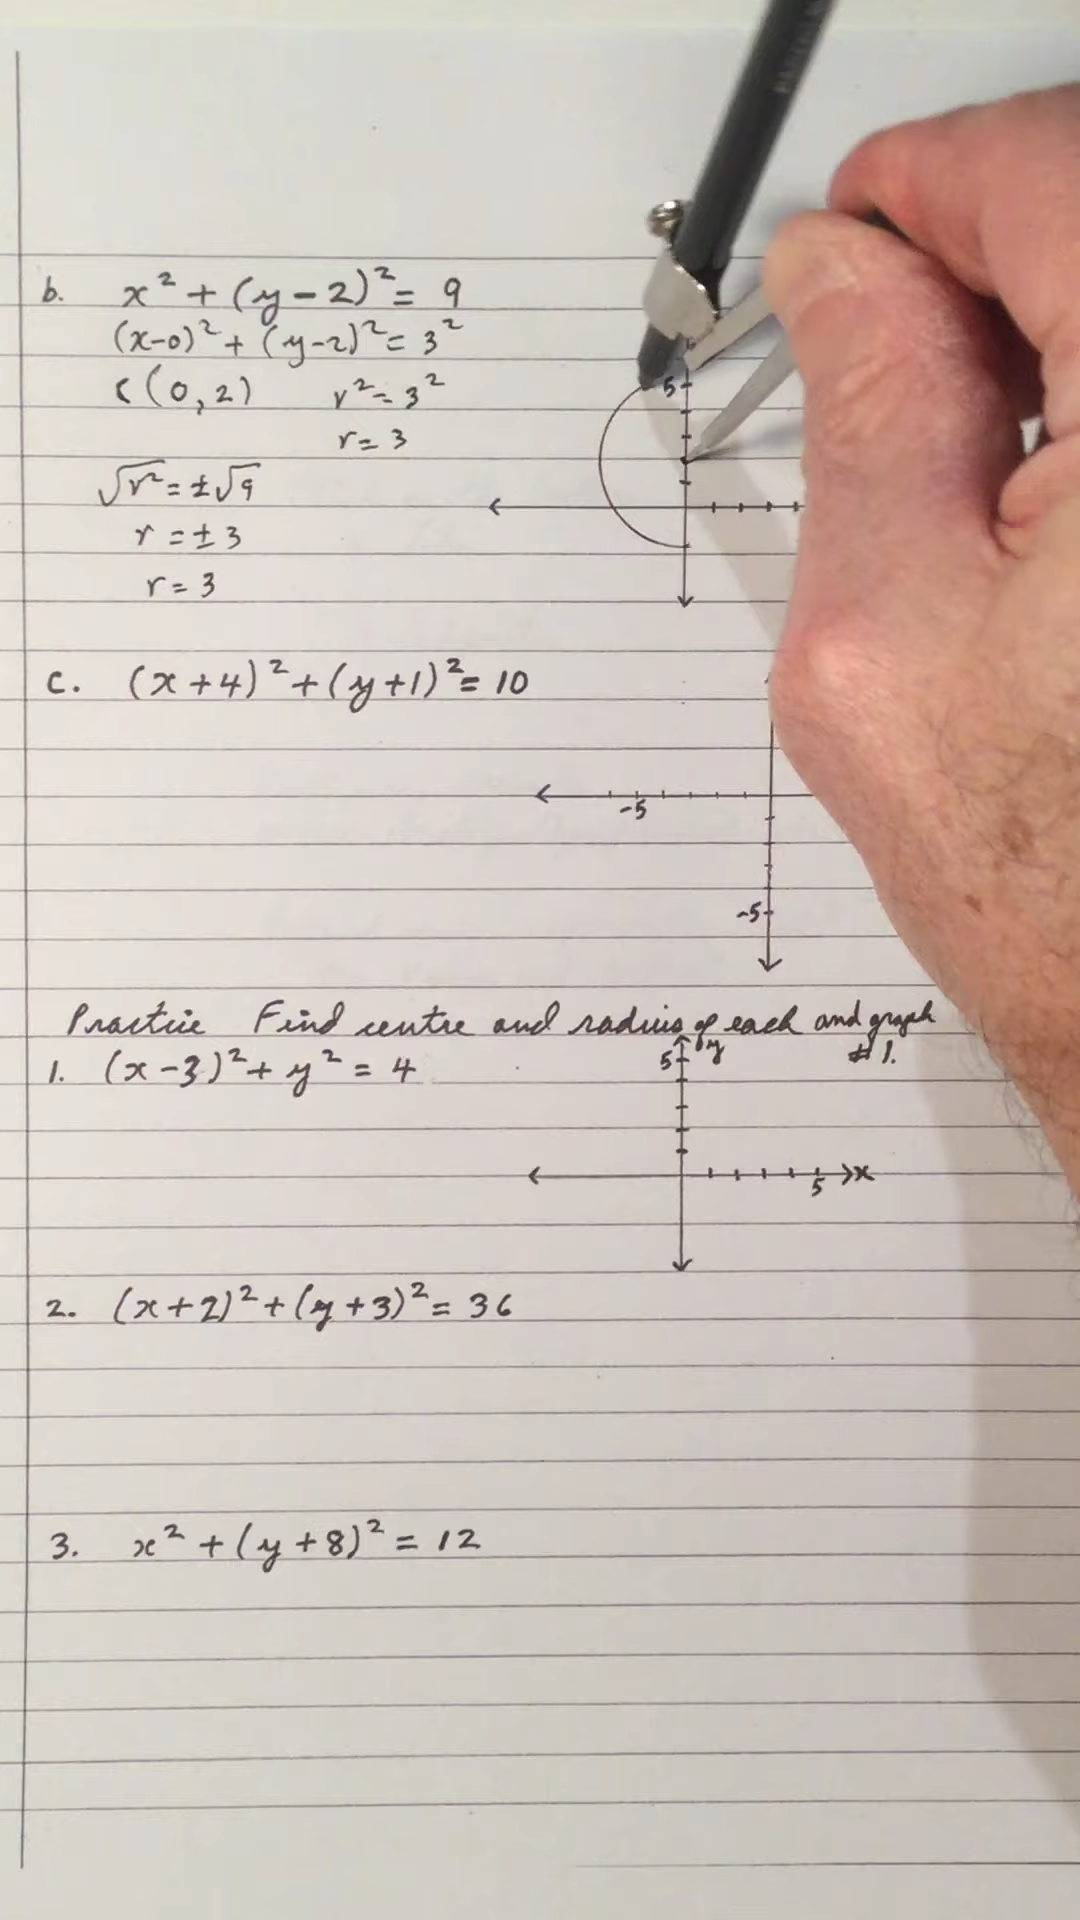 b. x² + (y - 2)² = 9
(x-0)² + (y-2)² = 3²
C (0, 2) r² = 3²
r = 3
√r² = ±√9
r = ± 3
r = 3
5
c. (x + 4)² + (y + 1)² = 10
-5
-5
Practice Find centre and radius of each and graph
#1.
1. (x - 3)² + y² = 4
5 y
5 x
2. (x + 2)² + (y + 3)² = 36
3. x² + (y + 8)² = 12